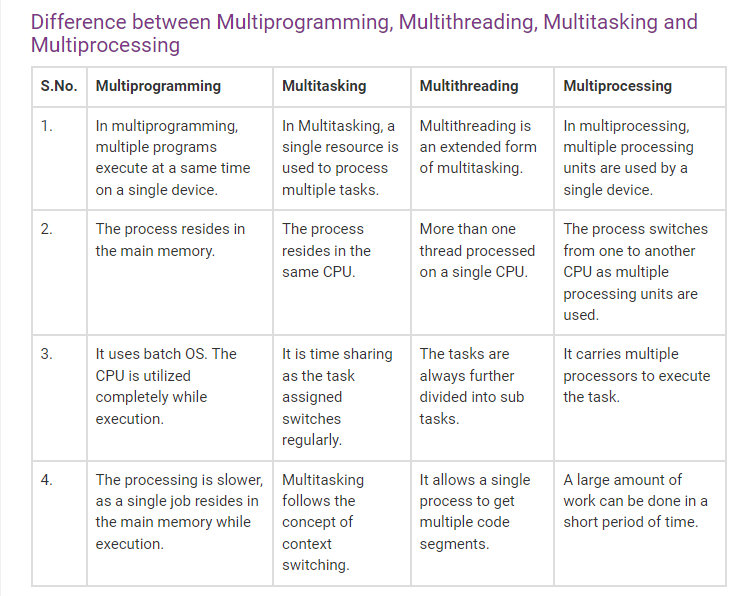 Difference between Multiprogramming, Multithreading, Multitasking and
Multiprocessing
S.No. Multiprogramming Multitasking Multithreading Multiprocessing
1. In multiprogramming, In Multitasking, a Multithreading is In multiprocessing,
multiple programs single resource is an extended form multiple processing
execute at a same time used to process of multitasking. units are used by a
on a single device. multiple tasks. single device.
2. The process resides in The process More than one The process switches
the main memory. resides in the thread processed from one to another
same CPU. on a single CPU. CPU as multiple
processing units are
used.
3. It uses batch OS. The It is time sharing The tasks are It carries multiple
CPU is utilized as the task always further processors to execute
completely while assigned divided into sub the task.
execution. switches tasks.
regularly.
4. The processing is slower, Multitasking It allows a single A large amount of
as a single job resides in follows the process to get work can be done in a
the main memory while concept of multiple code short period of time.
execution. context segments.
switching.